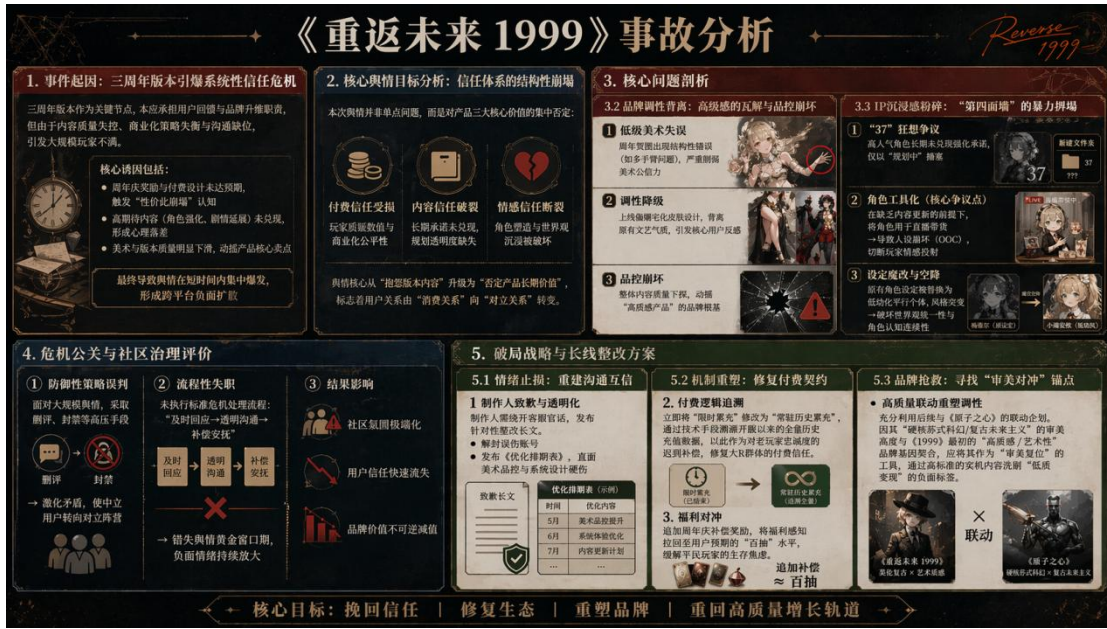 《重返未来 1999》事故分析
Reverse
1999
1. 事件起因：三周年版本引爆系统性信任危机
三周年版本作为关键节点，本应承担用户回馈与品牌升维职责，
但由于内容质量失控、商业化策略失衡与沟通缺位，
引发大规模玩家不满。
核心诱因包括：
• 周年庆奖励与付费设计未达预期，
触发“性价比崩塌”认知
• 高期待内容（角色强化、剧情延展）未兑现，
形成心理落差
• 美术与版本质量明显下滑，动摇产品核心卖点
最终导致舆情在短时间内集中爆发，
形成跨平台负面扩散
2. 核心舆情目标分析：信任体系的结构性崩塌
本次舆情并非单点问题，而是对产品三大核心价值的集中否定：
付费信任受损
玩家质疑数值与
商业化公平性
内容信任破裂
长期承诺未兑现，
规划透明度缺失
情感信任断裂
角色塑造与世界观
沉浸被破坏
舆情核心从“抱怨版本内容”升级为“否定产品长期价值”，
标志着用户关系由“消费关系”向“对立关系”转变。
3. 核心问题剖析
3.2 品牌调性背离：高级感的瓦解与品控崩坏
1 低级美术失误
周年贺图出现结构性错误
（如多手臂问题），严重削弱
美术公信力
2 调性降级
上线偏媚宅化皮肤设计，背离
原有文艺气质，引发核心用户反感
3 品控崩坏
整体内容质量下探，动摇
“高质感产品”的品牌根基
3.3 IP沉浸感粉碎：“第四面墙”的暴力拆塌
1 “37”狂想争议
高人气角色长期未兑现强化承诺，
仅以“规划中”搪塞
37
新建文件夹
37
???
2 角色工具化（核心争议点）
在缺乏内容更新的前提下，
将角色用于直播带货
→导致人设崩坏（OOC），
切断玩家情感投射
LIVE
3 设定魔改与空降
原有角色设定被替换为
低幼化平行个体，风格突变
→破坏世界观统一性与
角色认知连续性
4. 危机公关与社区治理评价
1 防御性策略误判
面对大规模舆情，采取
删评、封禁等高压手段
删评
封禁
→ 激化矛盾，使中立
用户转向对立阵营
2 流程性失职
未执行标准危机处理流程：
“及时回应→透明沟通→
补偿安抚”
及时
回应
透明
沟通
补偿
安抚
→ 错失舆情黄金窗口期，
负面情绪持续放大
3 结果影响
社区氛围极端化
用户信任快速流失
品牌价值不可逆减值
5. 破局战略与长线整改方案
5.1 情绪止损：重建沟通互信
1 制作人致歉与透明化
制作人需绕开客服官话，发布
针对性整改长文。
• 解封误伤账号
• 发布《优化排期表》，直面
美术品控与系统设计硬伤
致歉长文
优化排期表（示例）
时间 优化内容
5月 美术品控提升
6月 系统体验优化
7月 内容更新计划
... ...
5.2 机制重塑：修复付费契约
2. 付费逻辑追溯
立即将“限时累充”修改为“常驻历史累充”，
通过技术手段溯源开服以来的全量历史
充值数据，以此作为对老玩家忠诚度的
迟到补偿，修复大R群体的付费信任。
限时累充
（已结束）
常驻历史累充
（追溯全量）
3. 福利对冲
追加周年庆补偿奖励，将福利感知
拉回至用户预期的“百抽”水平，
缓解平民玩家的生存焦虑。
追加补偿
≈ 百抽
5.3 品牌抢救：寻找“审美对冲”锚点
• 高质量联动重塑调性
充分利用后续与《原子之心》的联动企划，
因其“硬核苏式科幻/复古未来主义”的审美
高度与《1999》最初的“高质感 / 艺术性”
品牌基因契合，应将其作为“审美复位”的
工具，通过高标准的实机内容洗刷“低质
变现”的负面标签。
《重返未来 1999》
英伦复古 × 艺术质感
×
联动
《原子之心》
硬核苏式科幻 × 复古未来主义
核心目标：挽回信任 | 修复生态 | 重塑品牌 | 重回高质量增长轨道